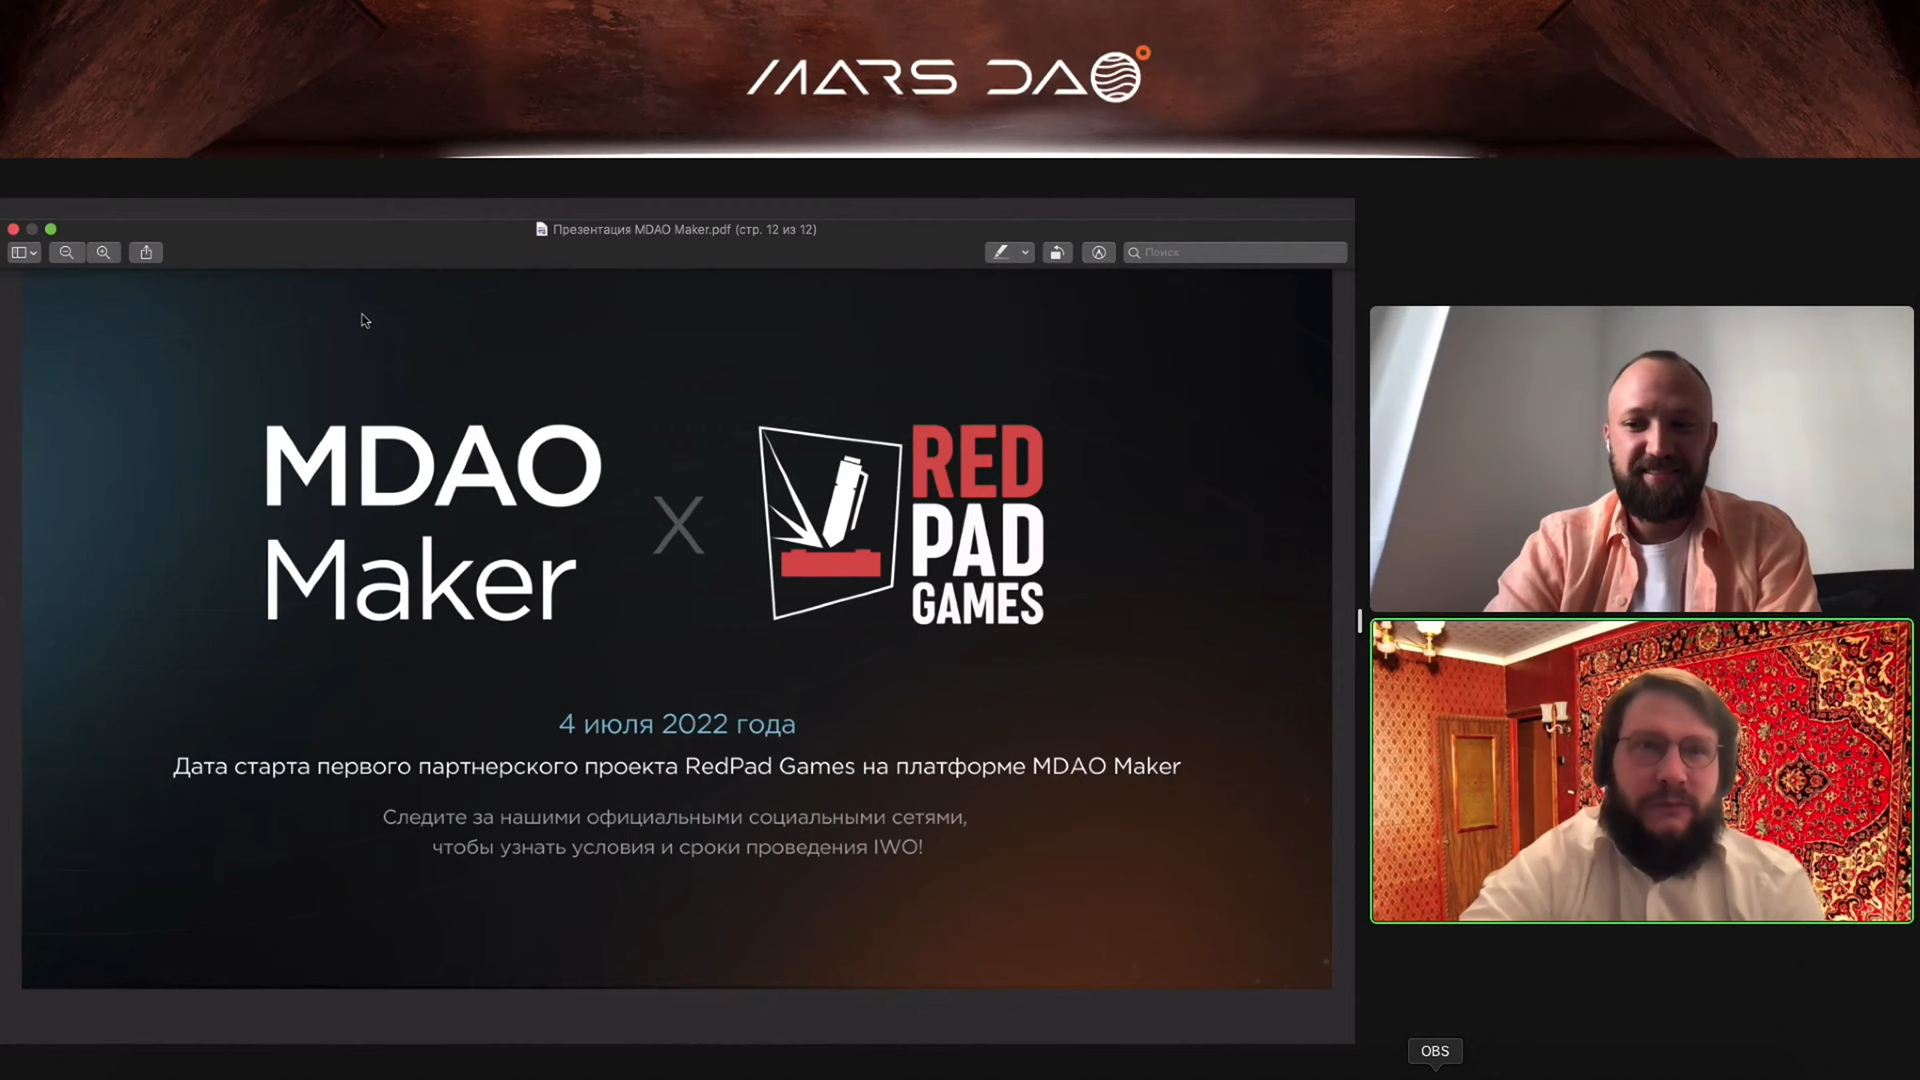 MARS DAO
Презентация MDAO Maker.pdf (стр. 12 из 12)
Поиск
MDAO
Maker
X
RED
PAD
GAMES
4 июля 2022 года
Дата старта первого партнерского проекта RedPad Games на платформе MDAO Maker
Следите за нашими официальными социальными сетями,
чтобы узнать условия и сроки проведения IWO!
OBS